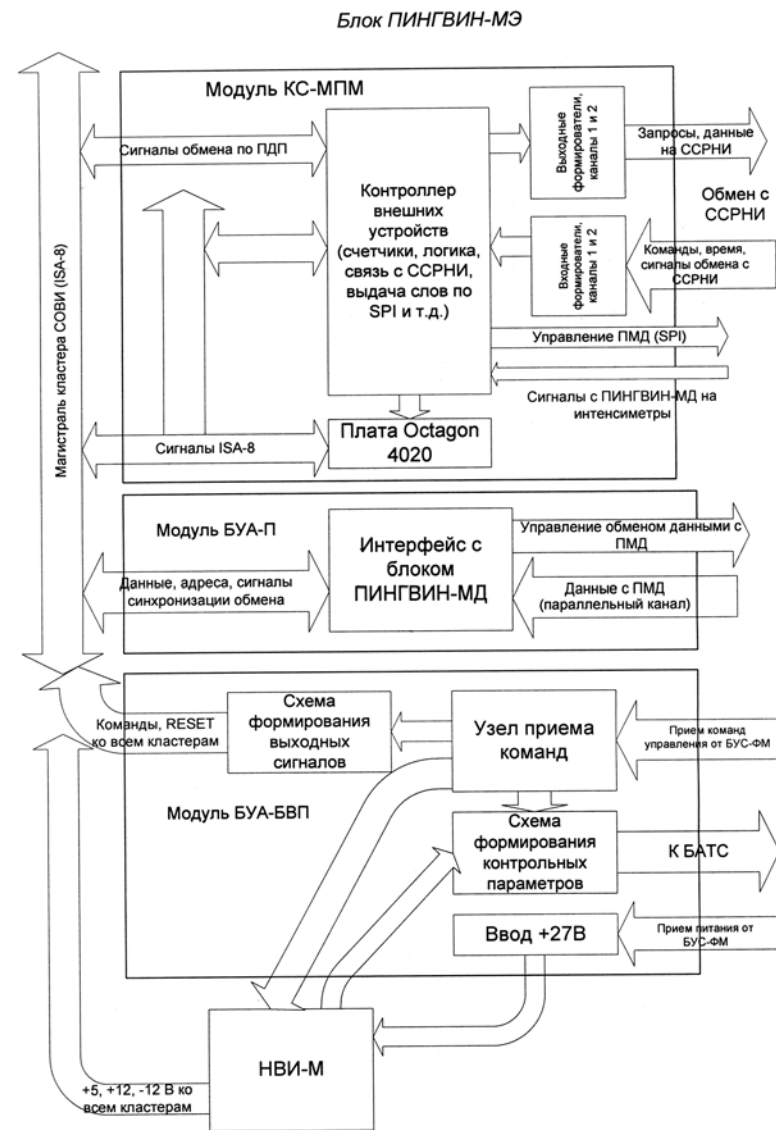 Блок ПИНГВИН-МЭ
Модуль КС-МПМ
Сигналы обмена по ПДП
Контроллер
внешних
устройств
(счетчики, логика,
связь с ССРНИ,
выдача слов по
SPI и т.д.)
Выходные
формирователи,
каналы 1 и 2
Запросы, данные
на ССРНИ
Обмен с
ССРНИ
Входные
формирователи,
каналы 1 и 2
Команды, время,
сигналы обмена с
ССРНИ
Управление ПМД (SPI)
Сигналы с ПИНГВИН-МД на
интенсиметры
Магистраль кластера СОВИ (ISA-8)
Сигналы ISA-8
Плата Octagon
4020
Модуль БУА-П
Данные, адреса, сигналы
синхронизации обмена
Интерфейс с
блоком
ПИНГВИН-МД
Управление обменом данными с
ПМД
Данные с ПМД
(параллельный канал)
Команды, RESET
ко всем кластерам
Схема
формирования
выходных
сигналов
Узел приема
команд
Прием команд
управления от БУС-ФМ
Модуль БУА-БВП
Схема
формирования
контрольных
параметров
К БАТС
Ввод +27В
Прием питания от
БУС-ФМ
НВИ-М
+5, +12, -12 В ко
всем кластерам